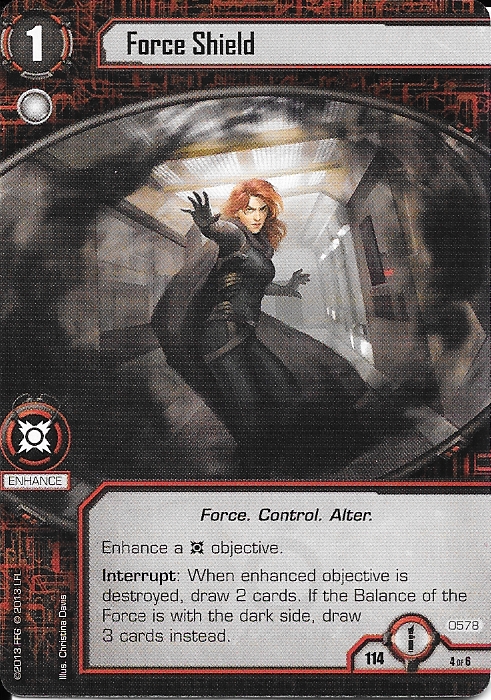 1
Force Shield
ENHANCE
Force. Control. Alter.
Enhance a objective.
Interrupt: When enhanced objective is
destroyed, draw 2 cards. If the Balance of the
Force is with the dark side, draw
3 cards instead.
0578
114
4 OF 6
©2013 FFG © 2013 LFL
Illus. Christina Davis